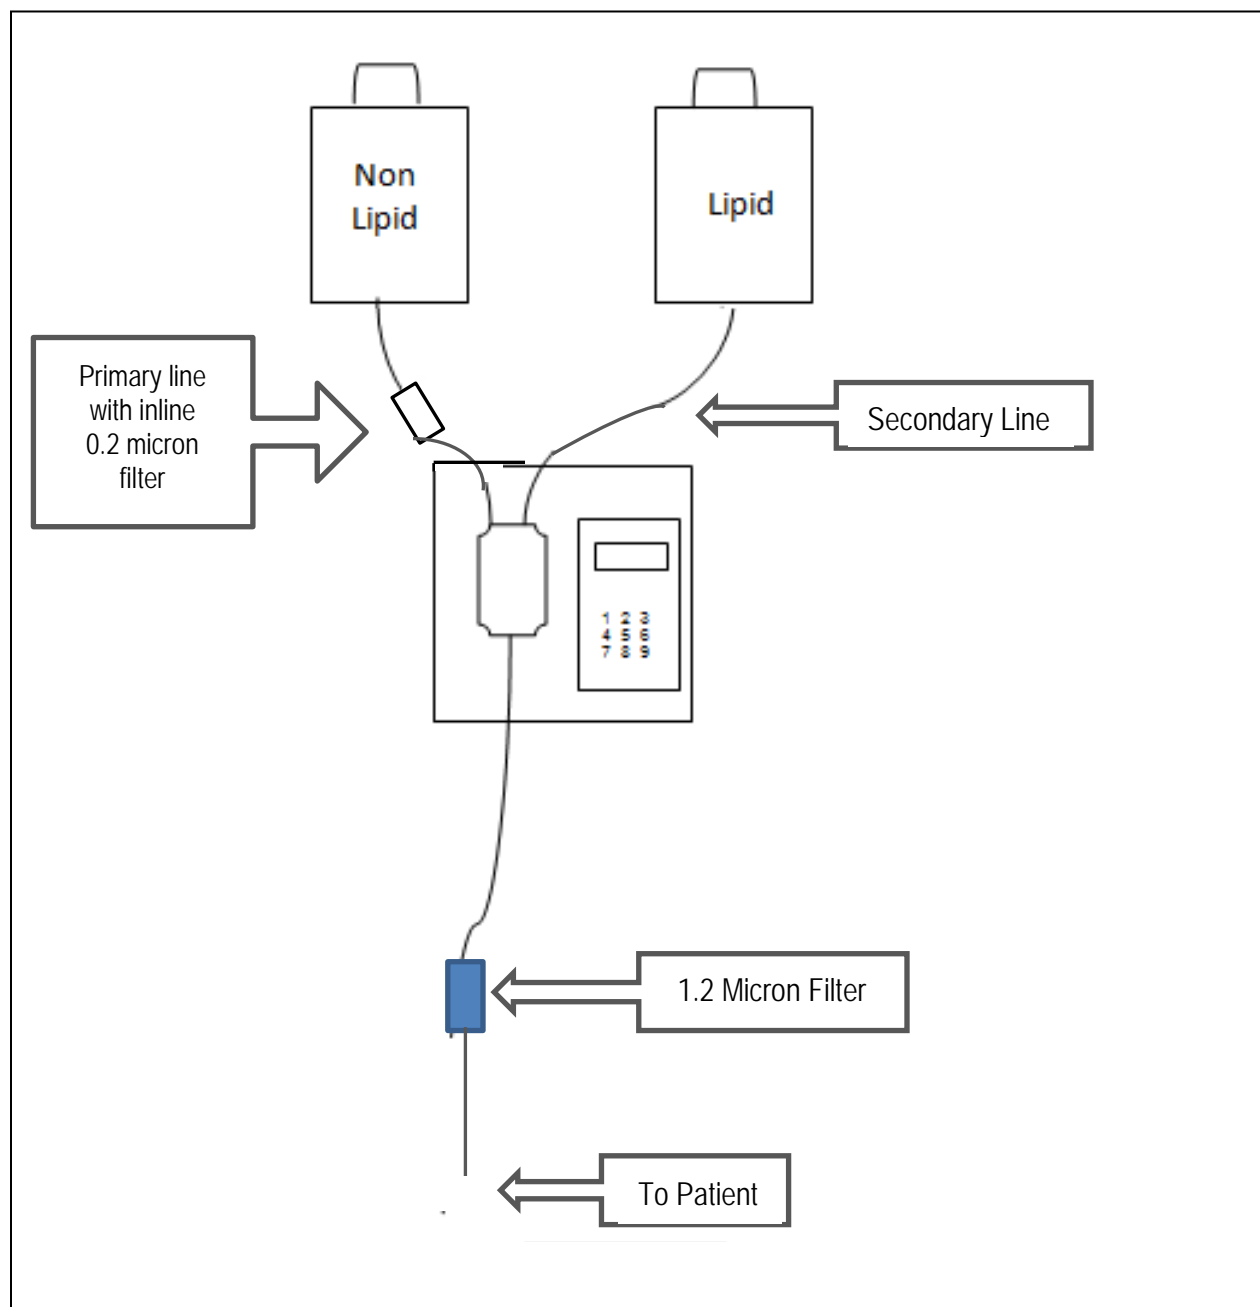 Non
Lipid
Lipid
Primary line
with inline
0.2 micron
filter
Secondary Line
1 2 3
4 5 6
7 8 9
1.2 Micron Filter
To Patient